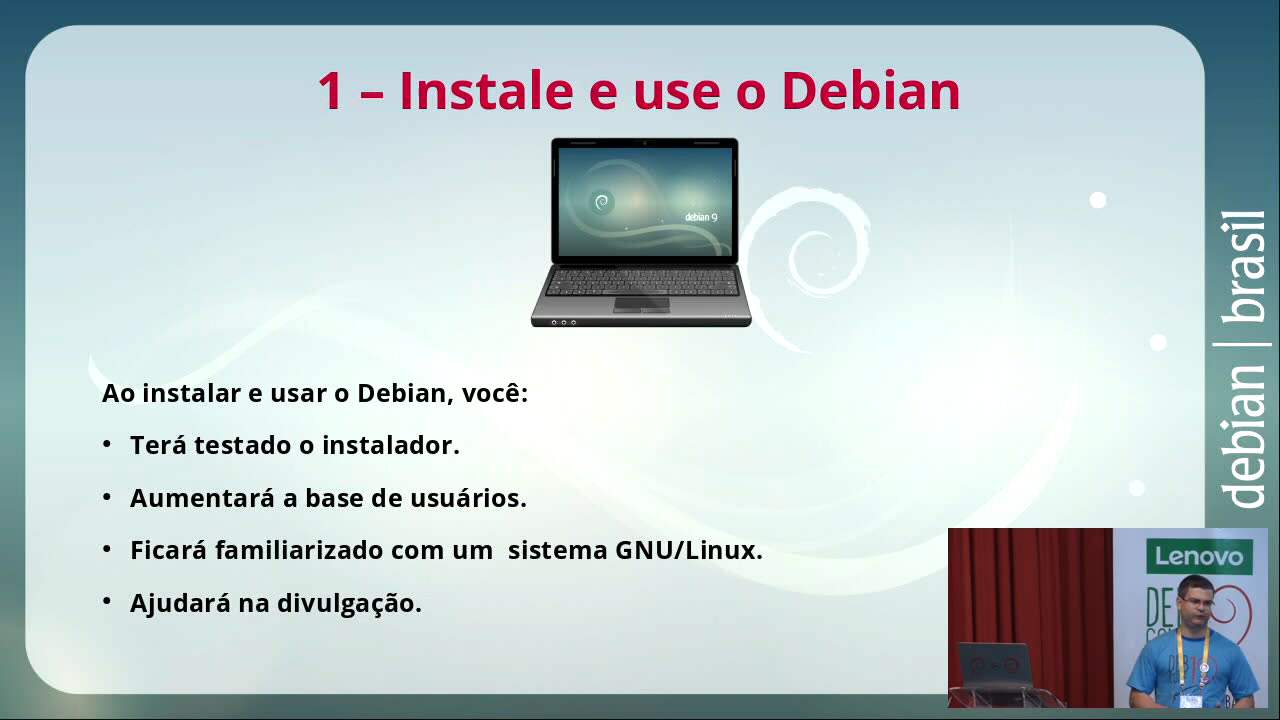 1 – Instale e use o Debian
debian 9
Ao instalar e usar o Debian, você:
• Terá testado o instalador.
• Aumentará a base de usuários.
• Ficará familiarizado com um  sistema GNU/Linux.
• Ajudará na divulgação.
debian | brasil
Lenovo